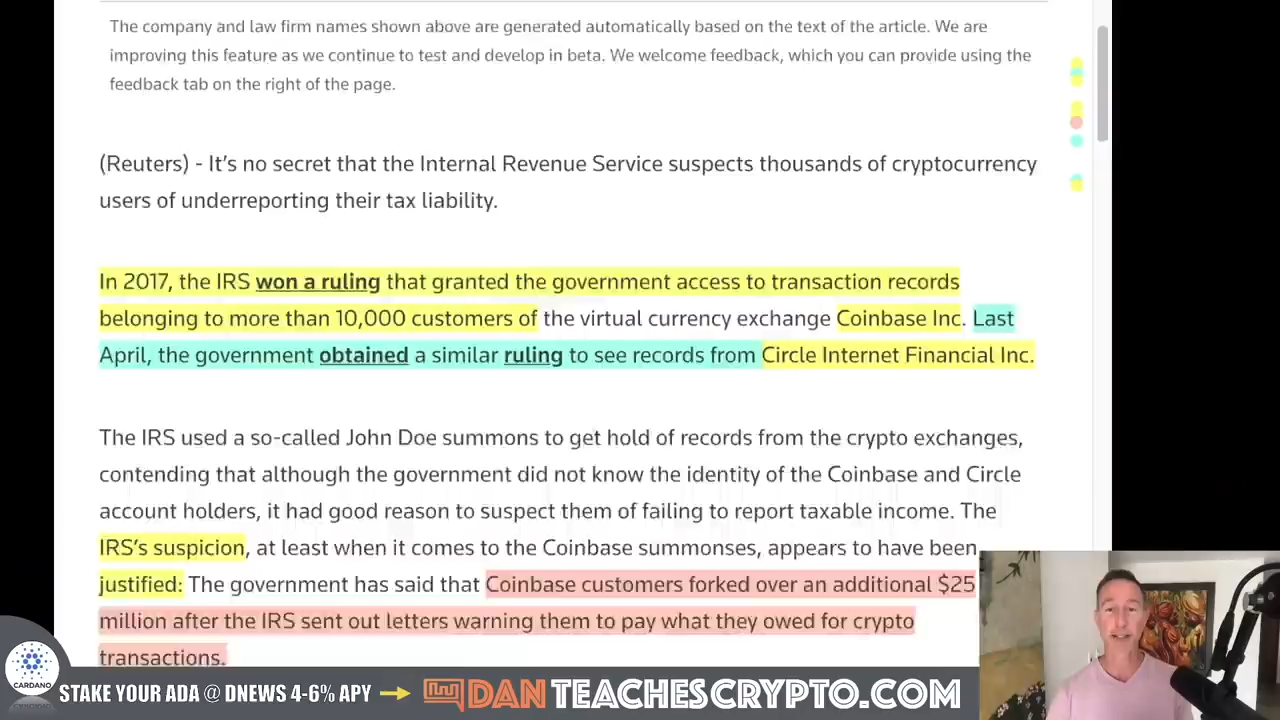 The company and law firm names shown above are generated automatically based on the text of the article. We are
improving this feature as we continue to test and develop in beta. We welcome feedback, which you can provide using the
feedback tab on the right of the page.
(Reuters) - It's no secret that the Internal Revenue Service suspects thousands of cryptocurrency
users of underreporting their tax liability.
In 2017, the IRS won a ruling that granted the government access to transaction records
belonging to more than 10,000 customers of the virtual currency exchange Coinbase Inc. Last
April, the government obtained a similar ruling to see records from Circle Internet Financial Inc.
The IRS used a so-called John Doe summons to get hold of records from the crypto exchanges,
contending that although the government did not know the identity of the Coinbase and Circle
account holders, it had good reason to suspect them of failing to report taxable income. The
IRS's suspicion, at least when it comes to the Coinbase summonses, appears to have been
justified: The government has said that Coinbase customers forked over an additional $25
million after the IRS sent out letters warning them to pay what they owed for crypto
transactions.
CARDANO
STAKE YOUR ADA @ DNEWS 4-6% APY
DANTEACHESCRYPTO.COM